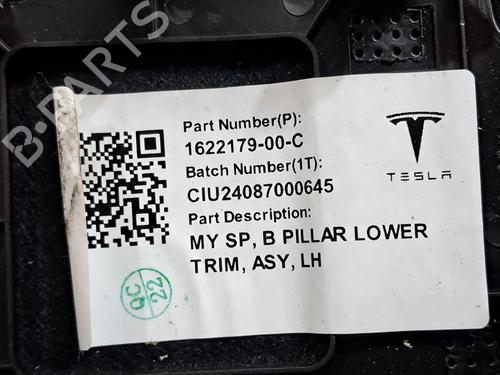 B-PARTS
Part Number(P):
1622179-00-C
Batch Number(1T):
CIU24087000645
Part Description:
MY SP, B PILLAR LOWER
TRIM, ASY, LH
TESLA
QC
22